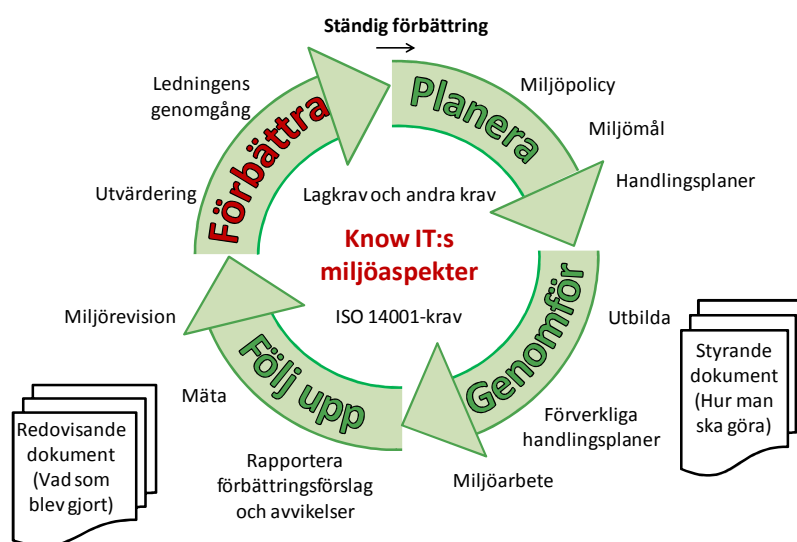 Ständig förbättring
Planera
Miljöpolicy
Miljömål
Handlingsplaner
Genomför
Utbilda
Förverkliga
handlingsplaner
Miljöarbete
Styrande
dokument
(Hur man
ska göra)
Följ upp
Rapportera
förbättringsförslag
och avvikelser
Mäta
Miljörevision
Redovisande
dokument
(Vad som
blev gjort)
Förbättra
Utvärdering
Ledningens
genomgång
Lagkrav och andra krav
Know IT:s
miljöaspekter
ISO 14001-krav